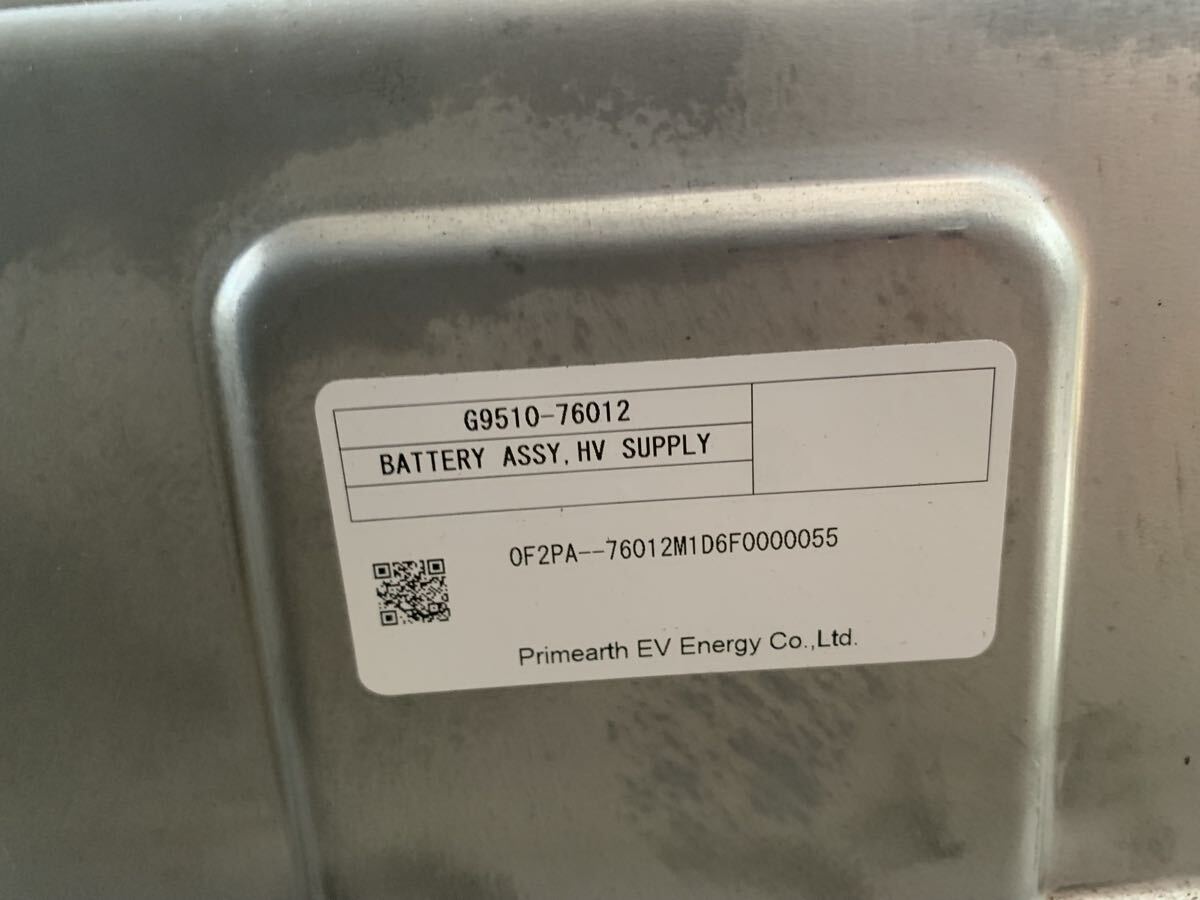 G9510-76012
BATTERY ASSY,HV SUPPLY
0F2PA--76012M1D6F0000055
Primearth EV Energy Co.,Ltd.